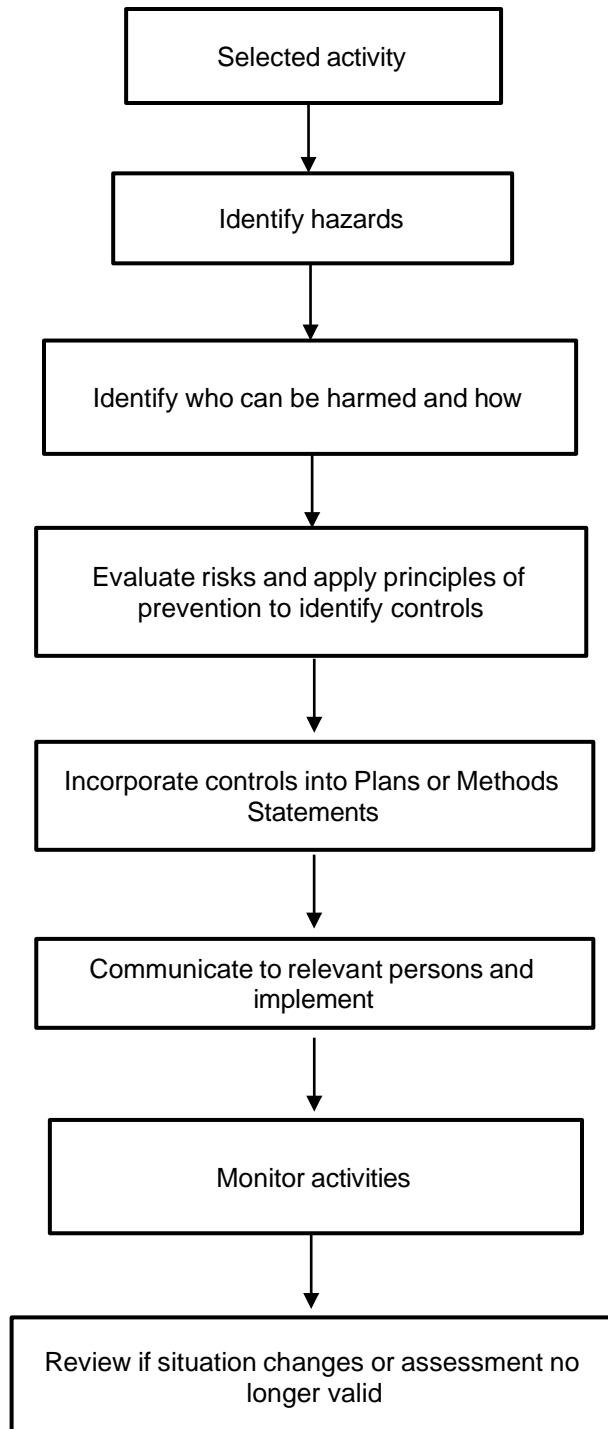 Selected activity
Identify hazards
Identify who can be harmed and how
Evaluate risks and apply principles of
prevention to identify controls
Incorporate controls into Plans or Methods
Statements
Communicate to relevant persons and
implement
Monitor activities
Review if situation changes or assessment no
longer valid